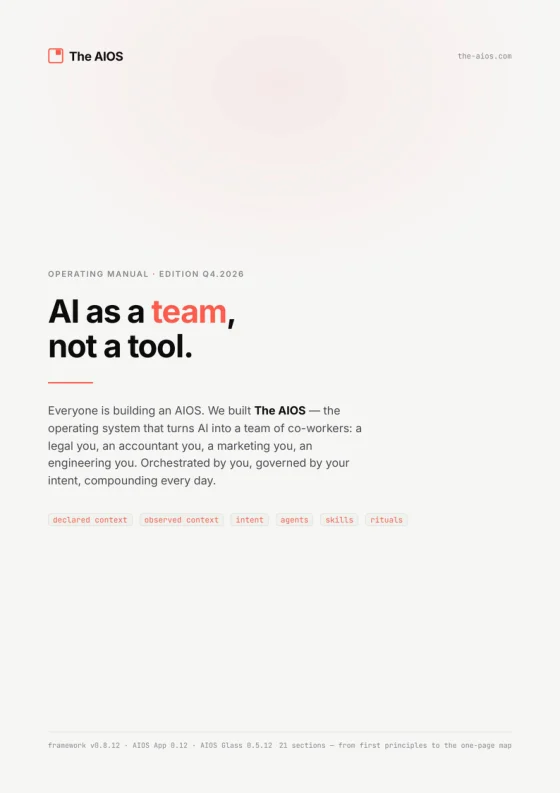 The AIOS
the-aios.com
OPERATING MANUAL · EDITION Q4.2026
AI as a team,
not a tool.
Everyone is building an AIOS. We built The AIOS — the
operating system that turns AI into a team of co-workers: a
legal you, an accountant you, a marketing you, an
engineering you. Orchestrated by you, governed by your
intent, compounding every day.
declared context observed context intent agents skills rituals
framework v0.8.12 · AIOS App 0.12 · AIOS Glass 0.5.12 21 sections — from first principles to the one-page map